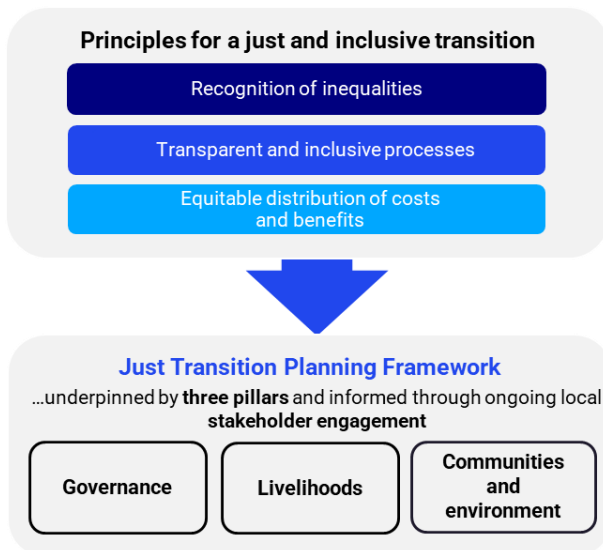 Principles for a just and inclusive transition
Recognition of inequalities
Transparent and inclusive processes
Equitable distribution of costs
and benefits
Just Transition Planning Framework
…underpinned by three pillars and informed through ongoing local
stakeholder engagement
Governance
Livelihoods
Communities
and
environment